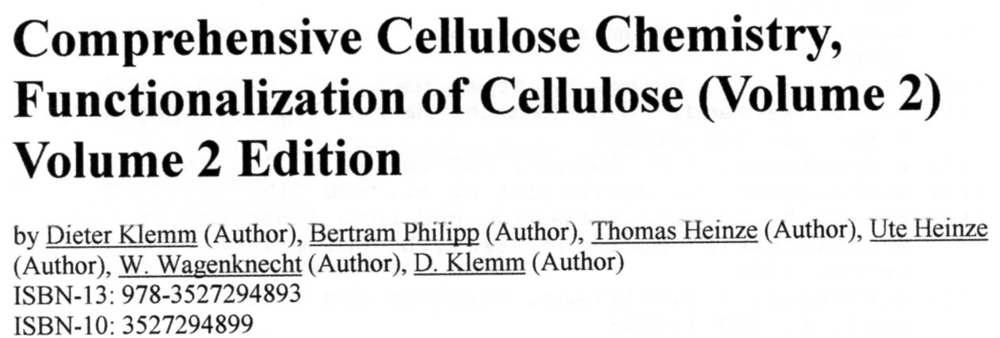 Comprehensive Cellulose Chemistry,
Functionalization of Cellulose (Volume 2)
Volume 2 Edition
by Dieter Klemm (Author), Bertram Philipp (Author), Thomas Heinze (Author), Ute Heinze
(Author), W. Wagenknecht (Author), D. Klemm (Author)
ISBN-13: 978-3527294893
ISBN-10: 3527294899